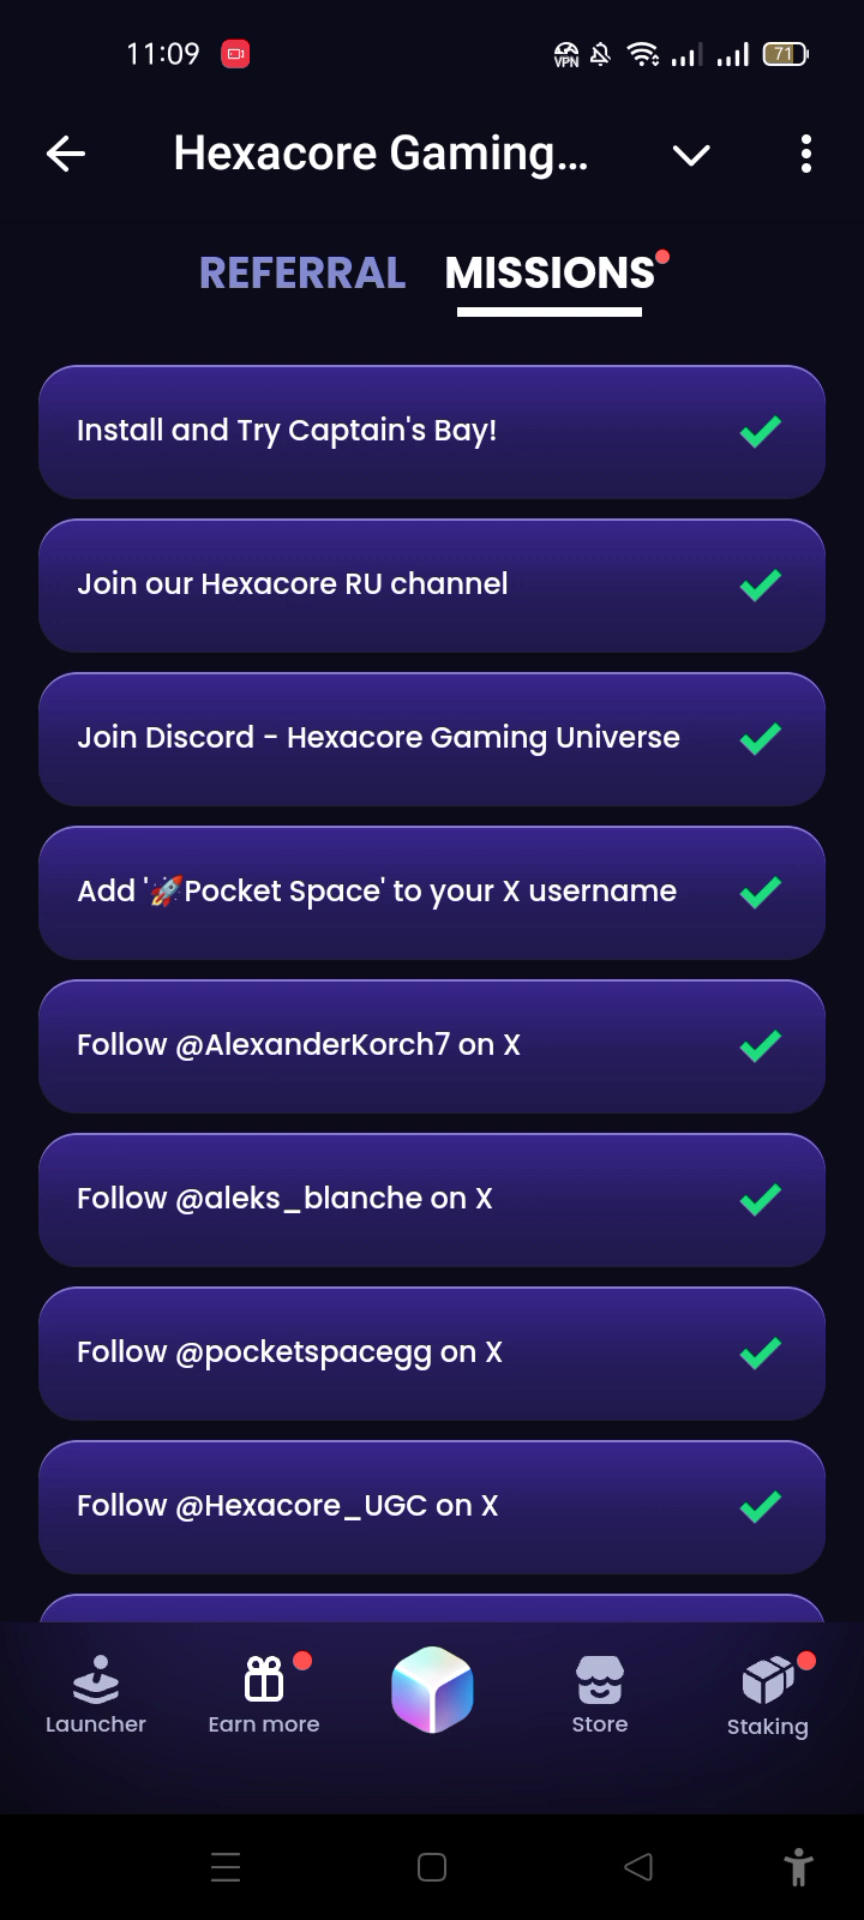 11:09
VPN
71
Hexacore Gaming...
REFERRAL MISSIONS
Install and Try Captain's Bay!
Join our Hexacore RU channel
Join Discord - Hexacore Gaming Universe
Add '🚀Pocket Space' to your X username
Follow @AlexanderKorch7 on X
Follow @aleks_blanche on X
Follow @pocketspacegg on X
Follow @Hexacore_UGC on X
Launcher Earn more Store Staking